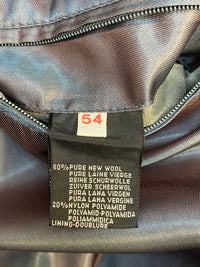 54
80%PURE NEW WOOL
PURE LAINE VIERGE
REINE SCHURWOLLE
ZUIVER SCHEERWOL
PURA LANA VIRGEN
PURA LANA VERGINE
20%NYLON POLYAMIDE
POLYAMID-POLYAMIDA
POLIAMMIDICA
LINING-DOUBLURE